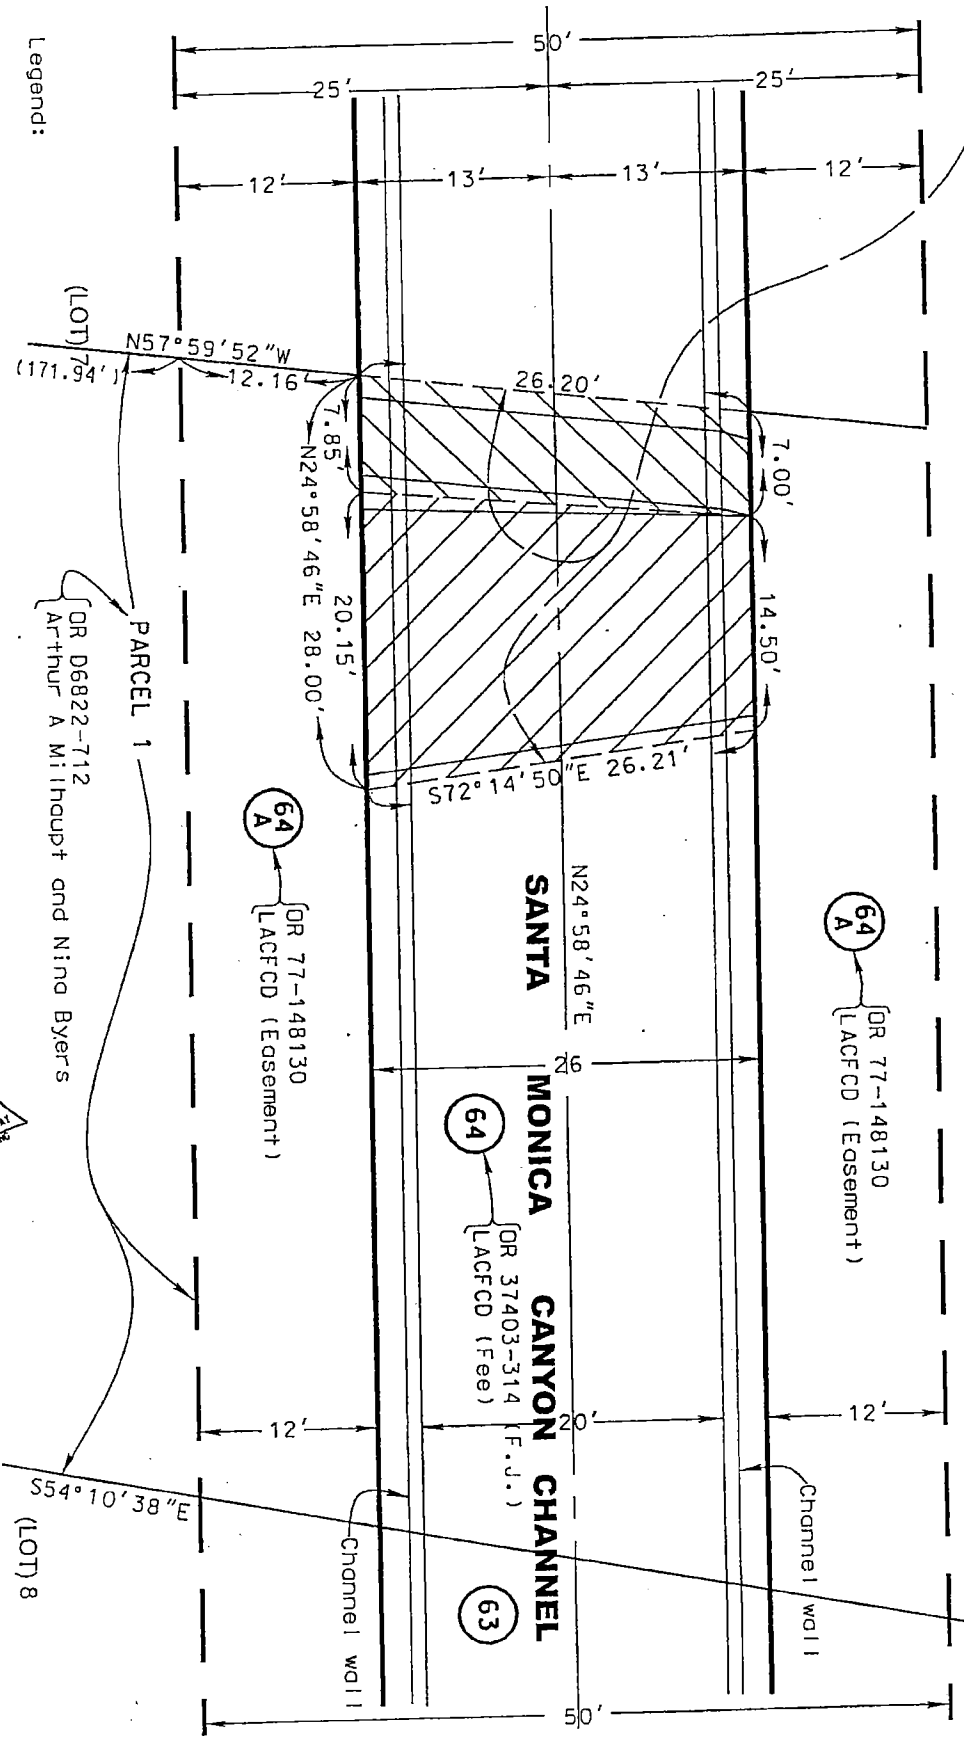 50'
25'
25'
12'
13'
13'
12'
Legend:
(LOT) 7
N57°59'52"W
(171.94')
12.16'
26.20'
7.85'
7.00'
N24°58'46"E 28.00'
20.15'
14.50'
S72°14'50"E 26.21'
PARCEL 1
OR D6822-712
Arthur A Milhaupt and Nina Byers
64
A
OR 77-148130
LACFCD (Easement)
64
A
OR 77-148130
LACFCD (Easement)
N24°58'46"E
SANTA MONICA CANYON CHANNEL
26
64
OR 37403-314 (F.J.)
LACFCD (Fee)
63
12'
20'
12'
Channel wall
Channel wall
S54°10'38"E
(LOT) 8
50'